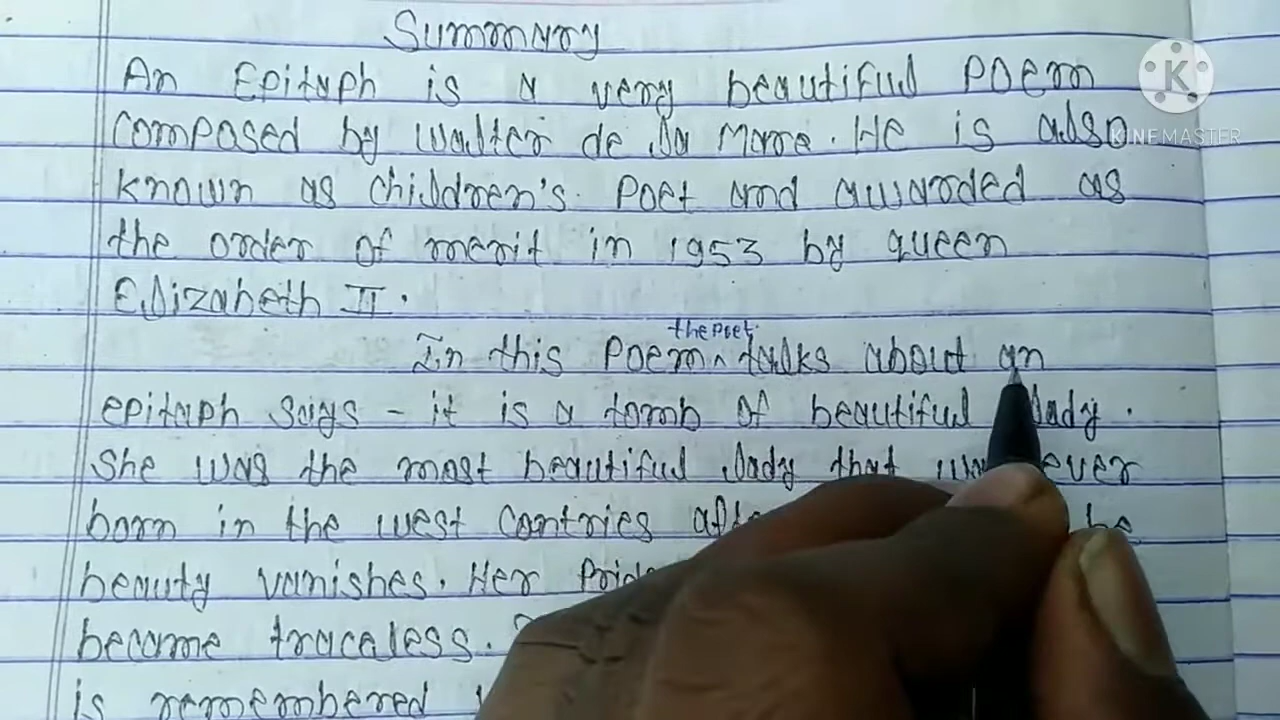 Summary
An Epitaph is a very beautiful Poem
composed by Walter de la Mare. He is also
KINEMASTER
known as children's Poet and awarded as
the order of merit in 1953 by queen
Elizabeth II.
the Poet
In this Poem ^ talks about an
epitaph says - it is a tomb of beautiful lady.
She was the most beautiful lady that ever
born in the west contries
beauty vanishes. Her
became traceless.
is remembered